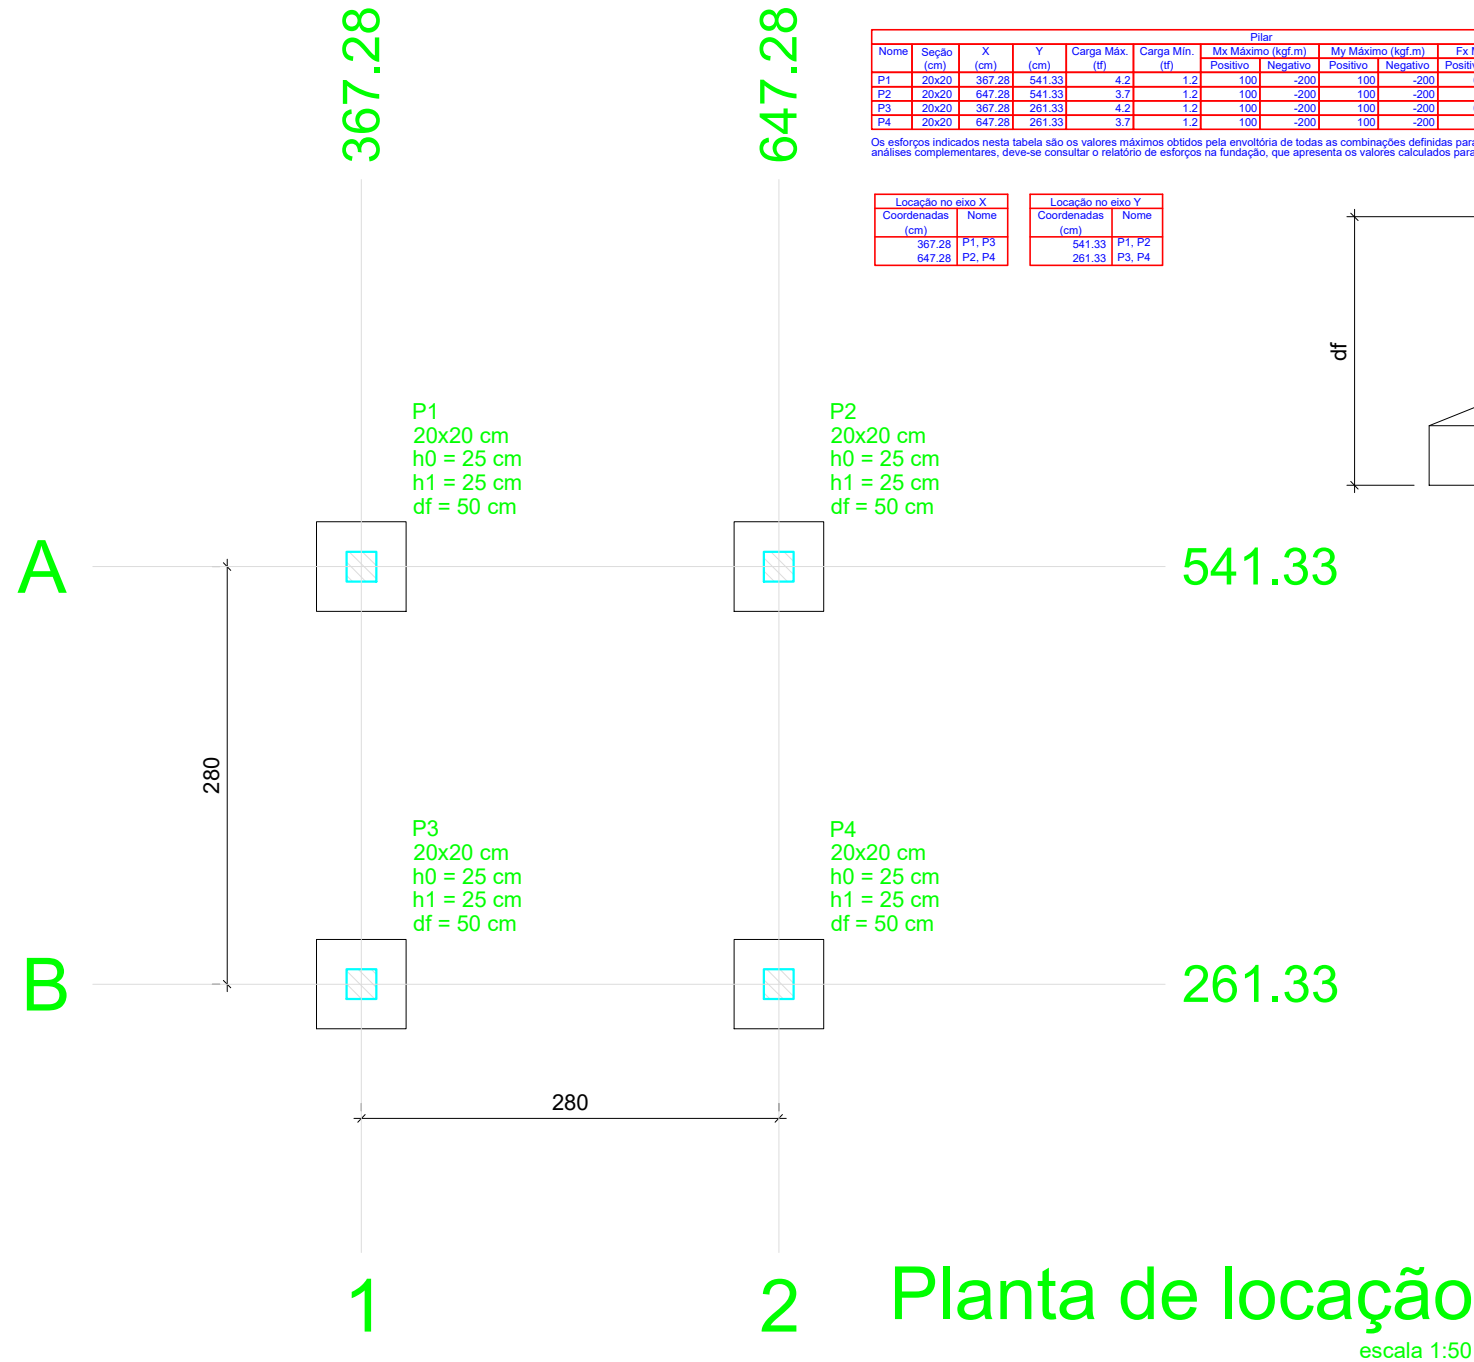 367.28
647.28
Pilar
Nome Seção X Y Carga Máx. Carga Mín. Mx Máximo (kgf.m) My Máximo (kgf.m)
(cm) (cm) (cm) (tf) (tf) Positivo Negativo Positivo Negativo
P1 20x20 367.28 541.33 4.2 1.2 100 -200 100 -200
P2 20x20 647.28 541.33 3.7 1.2 100 -200 100 -200
P3 20x20 367.28 261.33 4.2 1.2 100 -200 100 -200
P4 20x20 647.28 261.33 3.7 1.2 100 -200 100 -200
Os esforços indicados nesta tabela são os valores máximos obtidos pela envoltória de todas as combinações definidas para
análises complementares, deve-se consultar o relatório de esforços na fundação, que apresenta os valores calculados para
Locação no eixo X
Coordenadas Nome
(cm)
367.28 P1, P3
647.28 P2, P4
Locação no eixo Y
Coordenadas Nome
(cm)
541.33 P1, P2
261.33 P3, P4
df
P1
20x20 cm
h0 = 25 cm
h1 = 25 cm
df = 50 cm
P2
20x20 cm
h0 = 25 cm
h1 = 25 cm
df = 50 cm
A
541.33
280
P3
20x20 cm
h0 = 25 cm
h1 = 25 cm
df = 50 cm
P4
20x20 cm
h0 = 25 cm
h1 = 25 cm
df = 50 cm
B
261.33
280
1
2
Planta de locação
escala 1:50